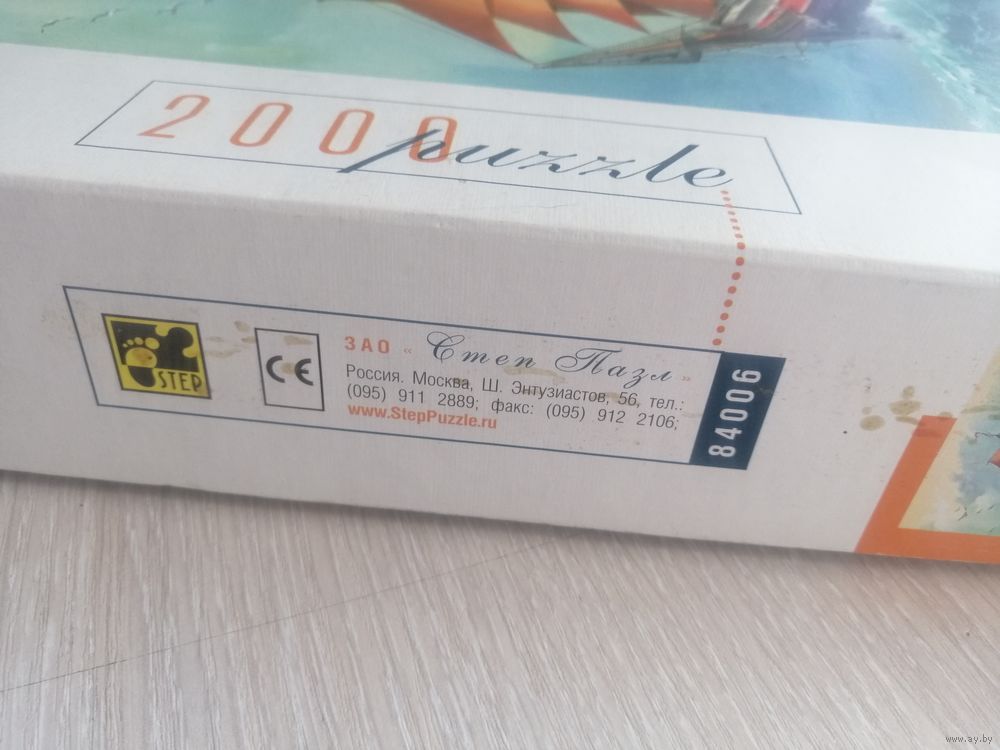 2000 puzzle
STEP
CE
ЗАО «Степ Пазл»
Россия. Москва, Ш. Энтузиастов, 56, тел.:
(095) 911 2889; факс: (095) 912 2106;
www.StepPuzzle.ru
84006
www.ay.by